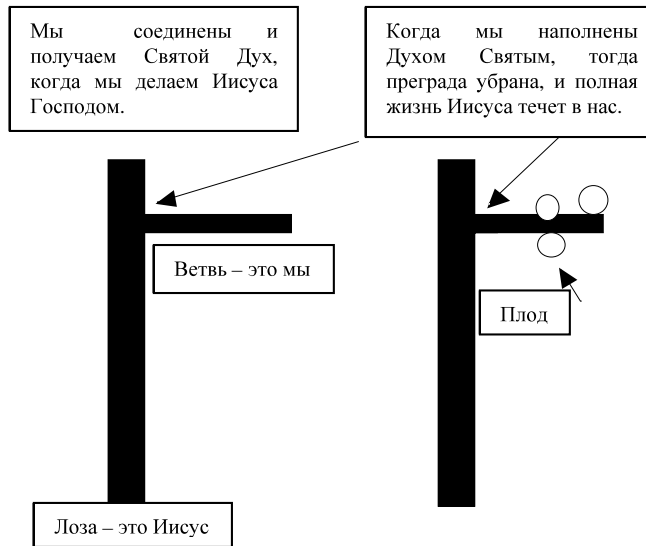 Мы соединены и
получаем Святой Дух,
когда мы делаем Иисуса
Господом.
Когда мы наполнены
Духом Святым, тогда
преграда убрана, и полная
жизнь Иисуса течет в нас.
Ветвь – это мы
Плод
Лоза – это Иисус